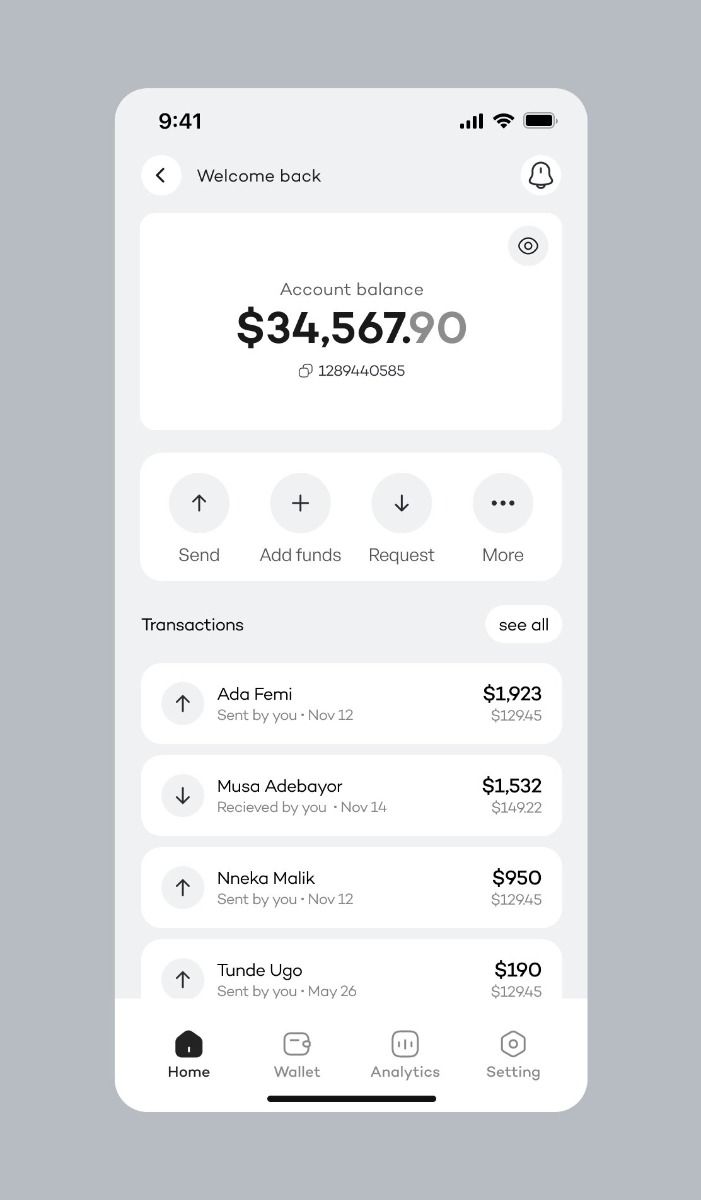 9:41
Welcome back
Account balance
$34,567.90
1289440585
Send
Add funds
Request
More
Transactions
see all
Ada Femi
$1,923
Sent by you • Nov 12
$129.45
Musa Adebayor
$1,532
Recieved by you • Nov 14
$149.22
Nneka Malik
$950
Sent by you • Nov 12
$129.45
Tunde Ugo
$190
Sent by you • May 26
$129.45
Home
Wallet
Analytics
Setting